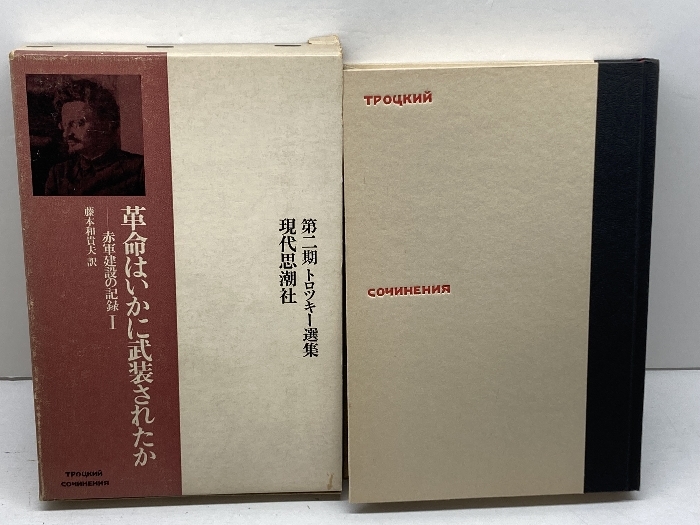 革命はいかに武装されたか
──赤軍建設の記録 I
藤本和貴夫 訳
ТРОЦКИЙ
СОЧИНЕНИЯ
第二期 トロツキー選集
現代思潮社
ТРОЦКИЙ
СОЧИНЕНИЯ